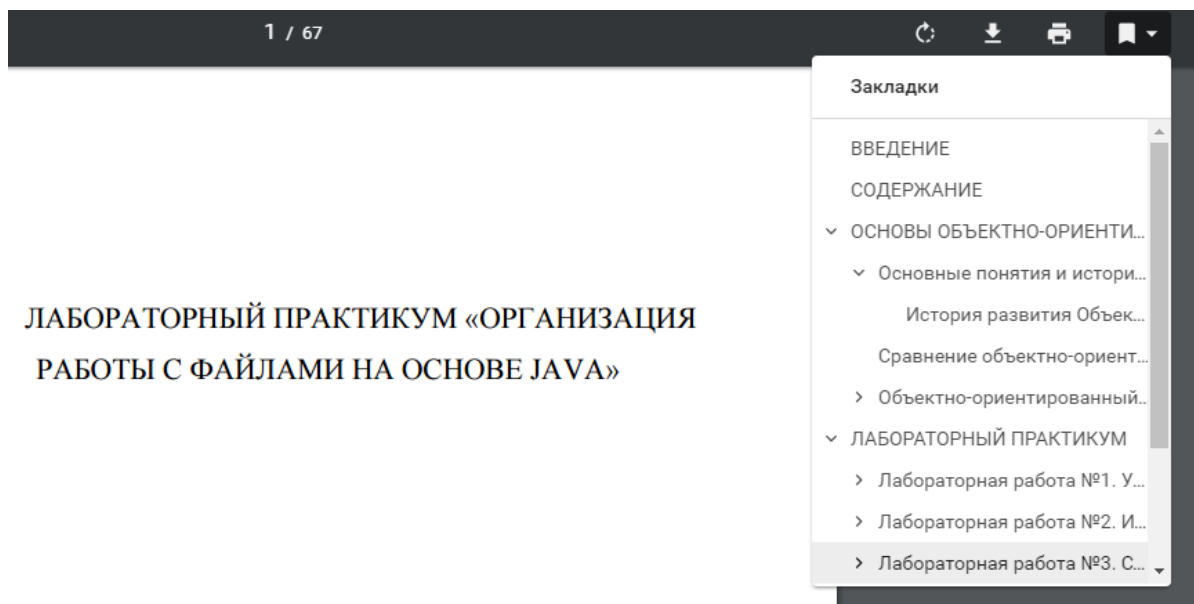 1 / 67
Закладки
ВВЕДЕНИЕ
СОДЕРЖАНИЕ
ОСНОВЫ ОБЪЕКТНО-ОРИЕНТИ...
Основные понятия и истори...
История развития Объек...
Сравнение объектно-ориент...
Объектно-ориентированный...
ЛАБОРАТОРНЫЙ ПРАКТИКУМ
Лабораторная работа №1. У...
Лабораторная работа №2. И...
Лабораторная работа №3. С...
ЛАБОРАТОРНЫЙ ПРАКТИКУМ «ОРГАНИЗАЦИЯ
РАБОТЫ С ФАЙЛАМИ НА ОСНОВЕ JAVA»